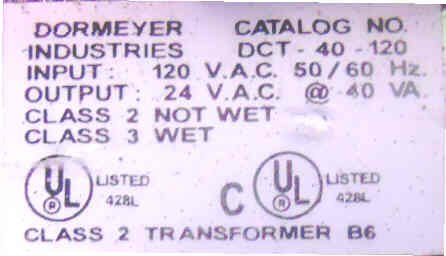 DORMEYER CATALOG NO.
INDUSTRIES DCT-40-120
INPUT: 120 V.A.C. 50/60 Hz.
OUTPUT: 24 V.A.C. @ 40 VA.
CLASS 2 NOT WET
CLASS 3 WET
UL ® LISTED 428L C UL ® LISTED 428L
CLASS 2 TRANSFORMER B6